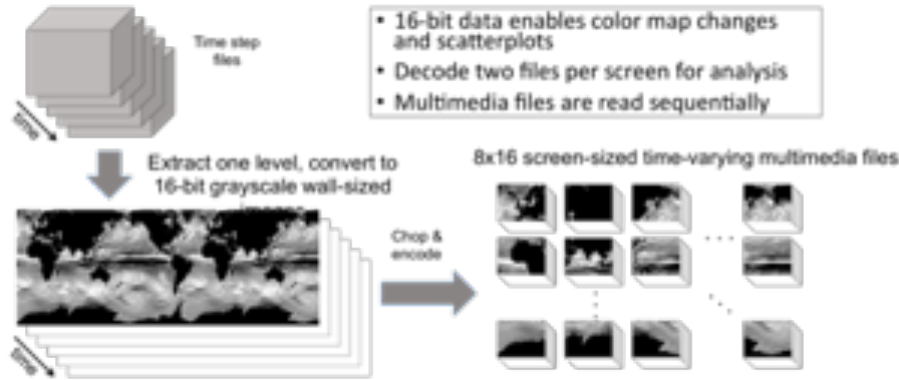 Time step
files
time
• 16-bit data enables color map changes
and scatterplots
• Decode two files per screen for analysis
• Multimedia files are read sequentially
Extract one level, convert to
16-bit grayscale wall-sized
8x16 screen-sized time-varying multimedia files
Chop &
encode
time